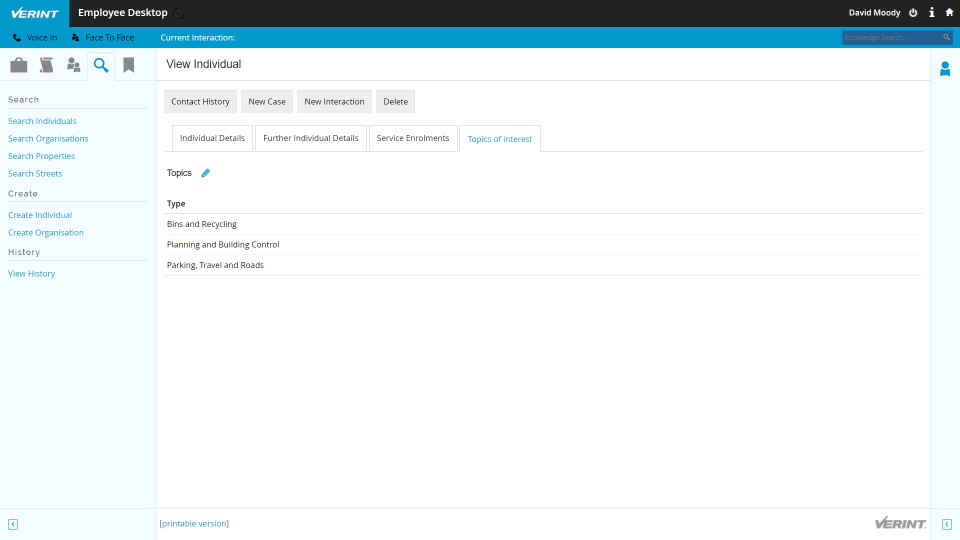 VERINT Employee Desktop David Moody
Voice In Face To Face Current Interaction: Knowledge Search...
View Individual
Contact History New Case New Interaction Delete
Individual Details Further Individual Details Service Enrolments Topics of interest
Search
Search Individuals
Search Organisations
Search Properties
Search Streets
Create
Create Individual
Create Organisation
History
View History
Topics
Type
Bins and Recycling
Planning and Building Control
Parking, Travel and Roads
[printable version] VERINT.